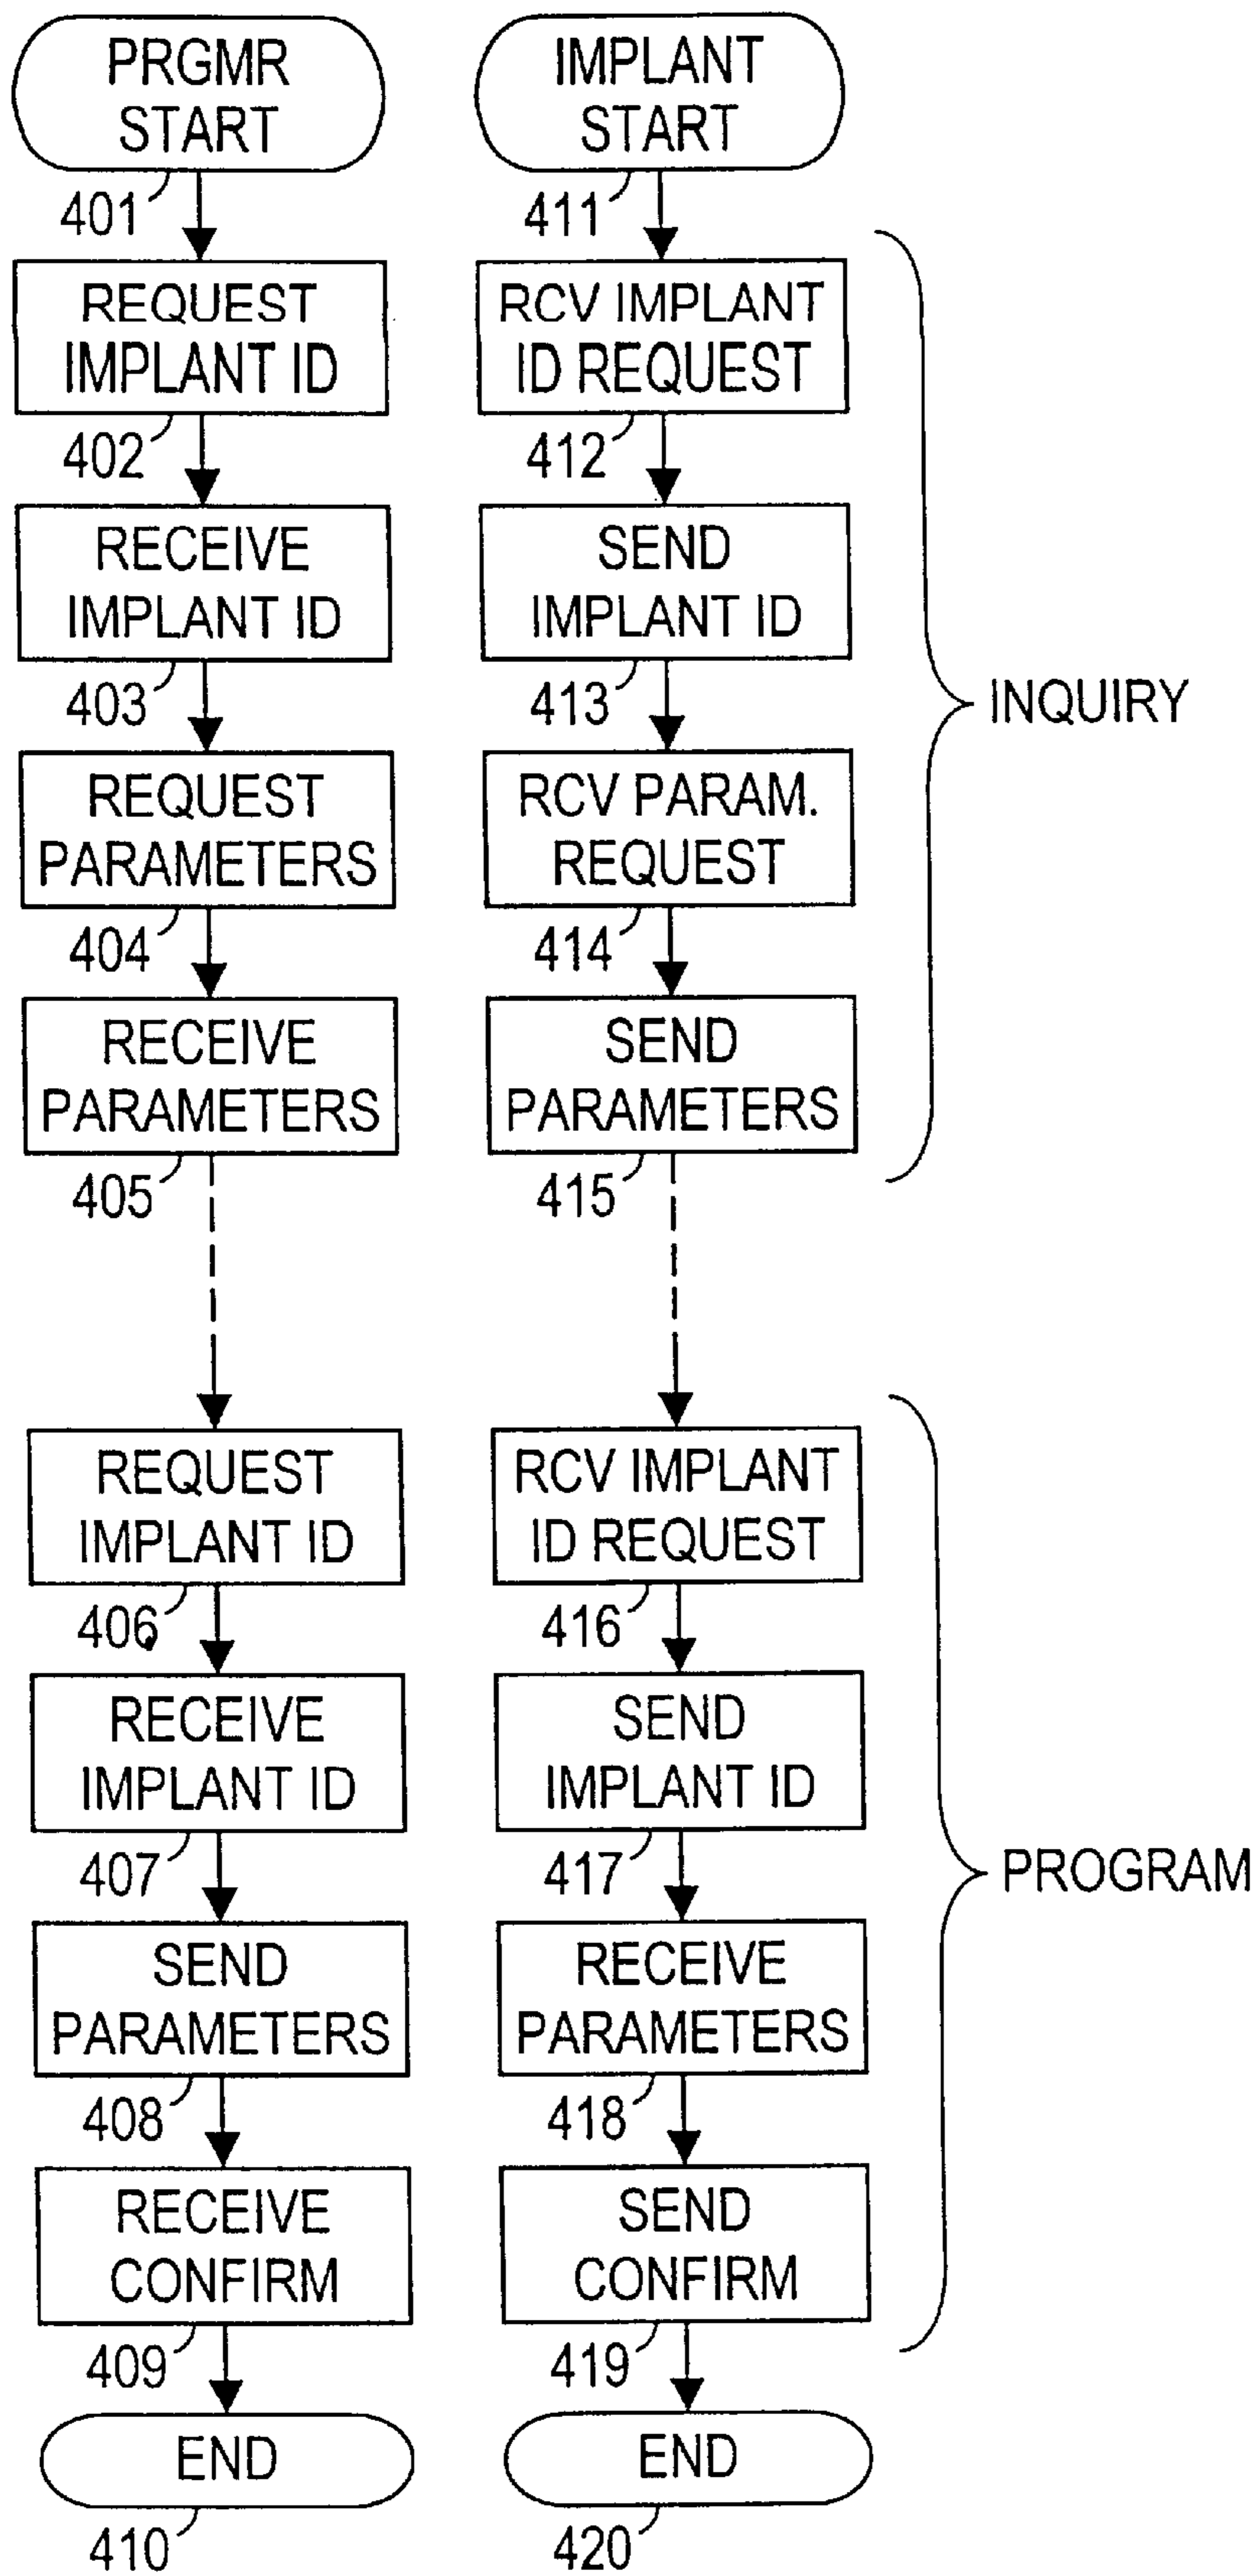 PRGMR
START
401
REQUEST
IMPLANT ID
402
RECEIVE
IMPLANT ID
403
REQUEST
PARAMETERS
404
RECEIVE
PARAMETERS
405
REQUEST
IMPLANT ID
406
RECEIVE
IMPLANT ID
407
SEND
PARAMETERS
408
RECEIVE
CONFIRM
409
END
410
IMPLANT
START
411
RCV IMPLANT
ID REQUEST
412
SEND
IMPLANT ID
413
RCV PARAM.
REQUEST
414
SEND
PARAMETERS
415
RCV IMPLANT
ID REQUEST
416
SEND
IMPLANT ID
417
RECEIVE
PARAMETERS
418
SEND
CONFIRM
419
END
420
INQUIRY
PROGRAM